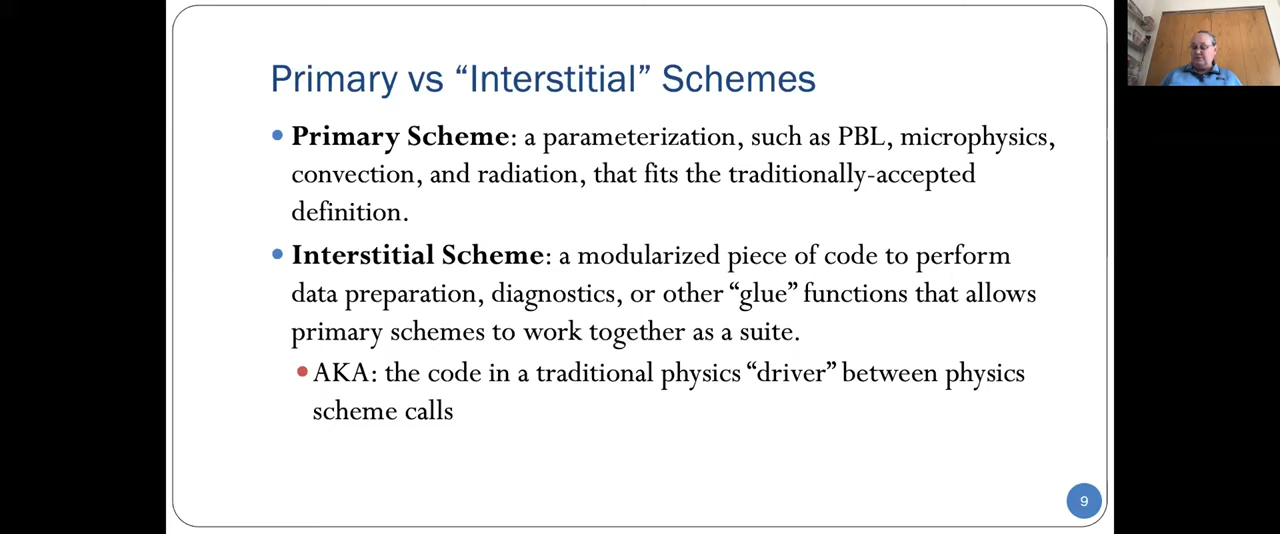 Primary vs “Interstitial” Schemes
• Primary Scheme: a parameterization, such as PBL, microphysics,
convection, and radiation, that fits the traditionally-accepted
definition.
• Interstitial Scheme: a modularized piece of code to perform
data preparation, diagnostics, or other “glue” functions that allows
primary schemes to work together as a suite.
• AKA: the code in a traditional physics “driver” between physics
scheme calls
9